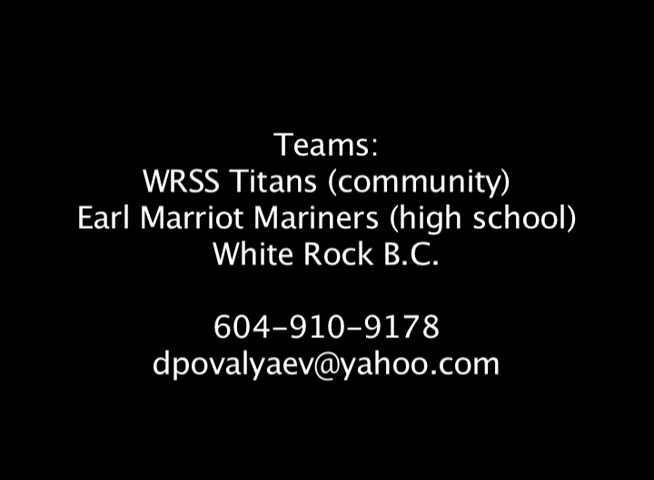 Teams:
WRSS Titans (community)
Earl Marriot Mariners (high school)
White Rock B.C.
604-910-9178
dpovalyaev@yahoo.com